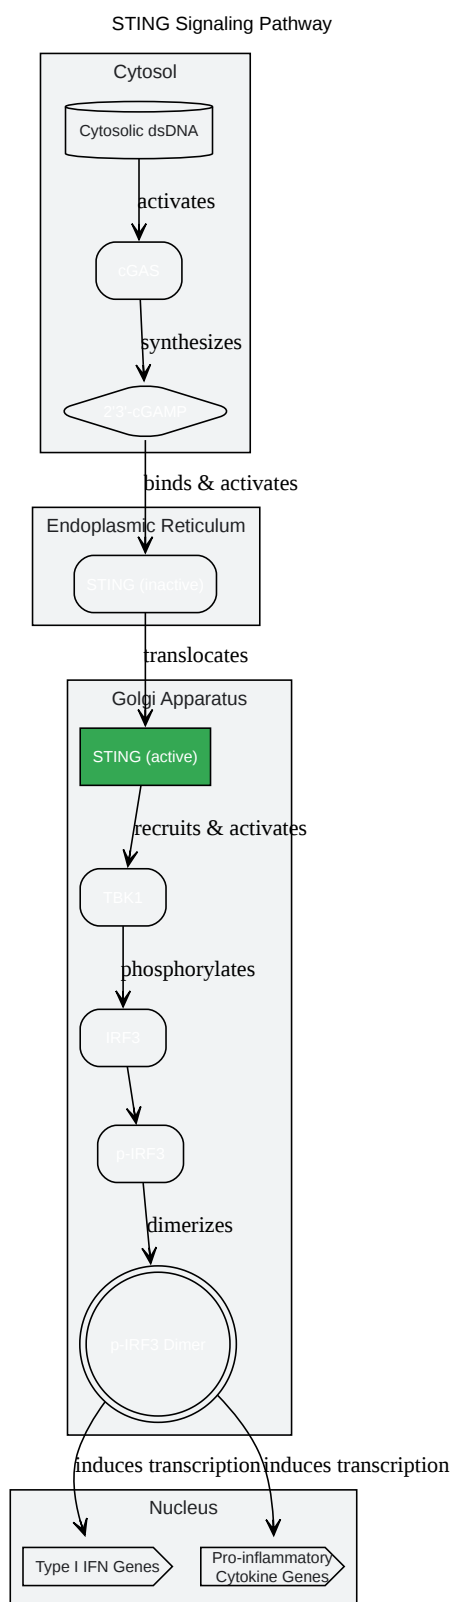 STING Signaling Pathway
Cytosol
Cytosolic dsDNA
activates
cGAS
synthesizes
2'3'-cGAMP
binds & activates
Endoplasmic Reticulum
STING (inactive)
translocates
Golgi Apparatus
STING (active)
recruits & activates
TBK1
phosphorylates
IRF3
p-IRF3
dimerizes
p-IRF3 Dimer
induces transcription
induces transcription
Nucleus
Type I IFN Genes
Pro-inflammatory
Cytokine Genes